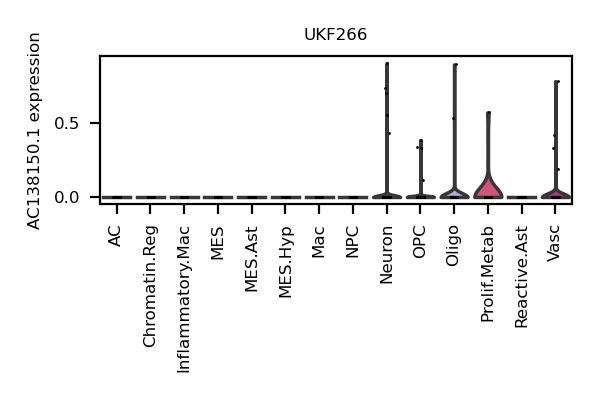 UKF266
AC138150.1 expression
0.5
0.0
AC
Chromatin.Reg
Inflammatory.Mac
MES
MES.Ast
MES.Hyp
Mac
NPC
Neuron
OPC
Oligo
Prolif.Metab
Reactive.Ast
Vasc